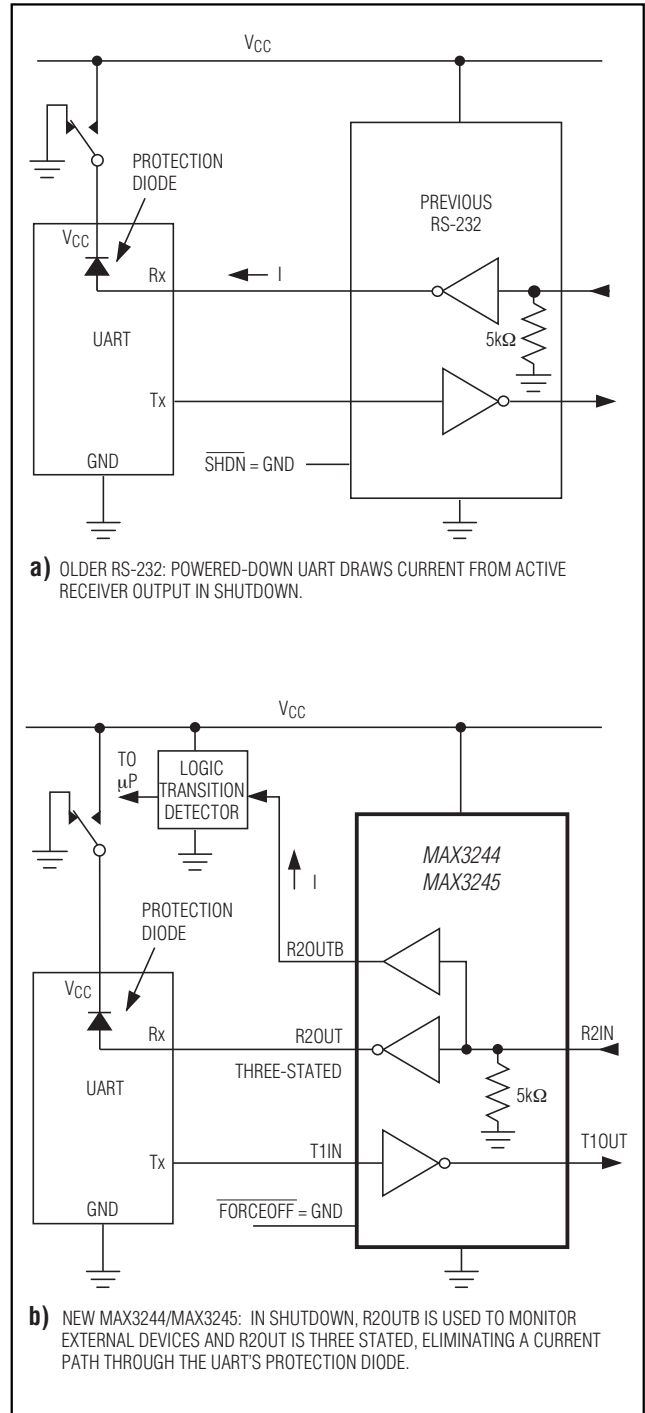 VCC
PROTECTION
DIODE
VCC
Rx
I
UART
Tx
GND
PREVIOUS
RS-232
5kΩ
SHDN = GND
a) OLDER RS-232: POWERED-DOWN UART DRAWS CURRENT FROM ACTIVE
RECEIVER OUTPUT IN SHUTDOWN.
VCC
TO
µP
LOGIC
TRANSITION
DETECTOR
I
MAX3244
MAX3245
PROTECTION
DIODE
R2OUTB
VCC
Rx
R2OUT
R2IN
THREE-STATED
UART
5kΩ
Tx
T1IN
T1OUT
GND
FORCEOFF = GND
b) NEW MAX3244/MAX3245: IN SHUTDOWN, R2OUTB IS USED TO MONITOR
EXTERNAL DEVICES AND R2OUT IS THREE STATED, ELIMINATING A CURRENT
PATH THROUGH THE UART'S PROTECTION DIODE.